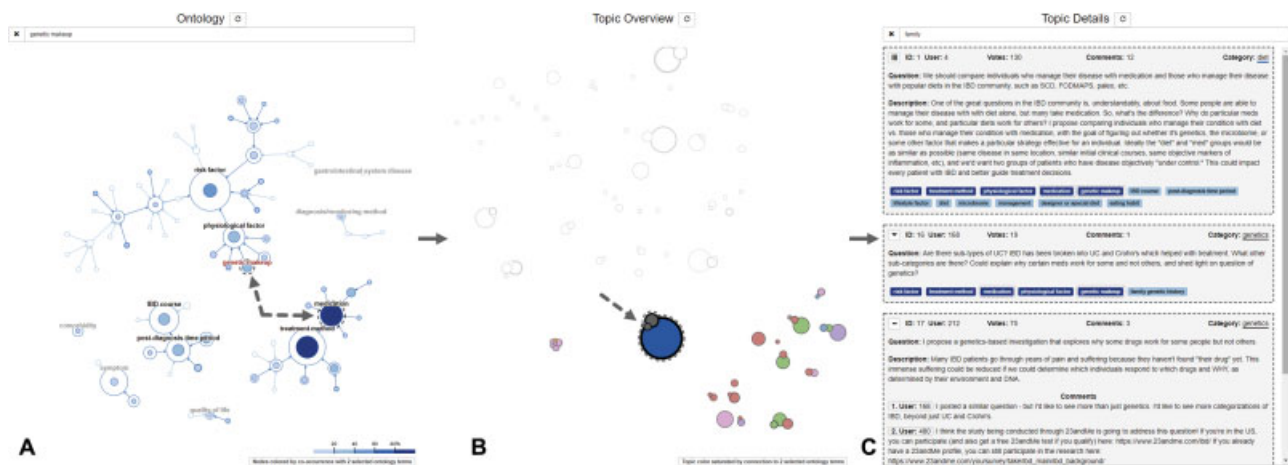 Ontology
genetic makeup
risk factor
gastrointestinal system disease
diagnosis/monitoring method
physiological factor
genetic makeup
medication
IBD course
treatment method
comorbidity
post-diagnosis time period
symptom
quality of life
A
20 40 60 80%
Nodes colored by co-occurrence with 2 selected ontology terms
Topic Overview
B
Topic color saturated by connection to 2 selected ontology terms
Topic Details
family
ID: 1 User: 4 Votes: 130 Comments: 12 Category: diet
Question: We should compare individuals who manage their disease with medication and those who manage their disease
with popular diets in the IBD community, such as SCD, FODMAPS, paleo, etc.
Description: One of the great questions in the IBD community is, understandably, about food. Some people are able to
manage their disease with with diet alone, but many take medication. So, what's the difference? Why do particular meds
work for some, and particular diets work for others? I propose comparing individuals who manage their condition with diet
vs. those who manage their condition with medication, with the goal of figuring out whether it's genetics, the microbiome, or
some other factor that makes a particular strategy effective for an individual. Ideally the "diet" and "med" groups would be
as similar as possible (same disease in same location, similar initial clinical courses, same objective markers of
inflammation, etc), and we'd want two groups of patients who have disease objectively "under control." This could impact
every patient with IBD and better guide treatment decisions.
risk factor treatment method physiological factor medication genetic makeup IBD course post-diagnosis time period
lifestyle factor diet microbiome management designer or special diet eating habit
User: 168 Votes: 19 Comments: 1 Category: genetics
Question: Are there sub-types of UC? IBD has been broken into UC and Crohn's which helped with treatment. What other
sub-categories are there? Could explain why certain meds work for some and not others, and shed light on question of
genetics?
risk factor treatment method medication physiological factor genetic makeup family genetic history
ID: 17 User: 212 Votes: 75 Comments: 3 Category: genetics
Question: I propose a genetics-based investigation that explores why some drugs work for some people but not others.
Description: Many IBD patients go through years of pain and suffering because they haven't found "their drug" yet. This
immense suffering could be reduced if we could determine which individuals respond to which drugs and WHY, as
determined by their environment and DNA.
Comments
1. User: 168 I posted a similar question - but I'd like to see more than just genetics. I'd like to see more categorizations of
IBD, beyond just UC and Crohn's.
2. User: 480 I think the study being conducted through 23andMe is going to address this question! If you're in the US,
you can participate (and also get a free 23andMe test if you qualify) here: https://www.23andme.com/ibd/ If you already
have a 23andMe profile, you can still participate in the research here:
C